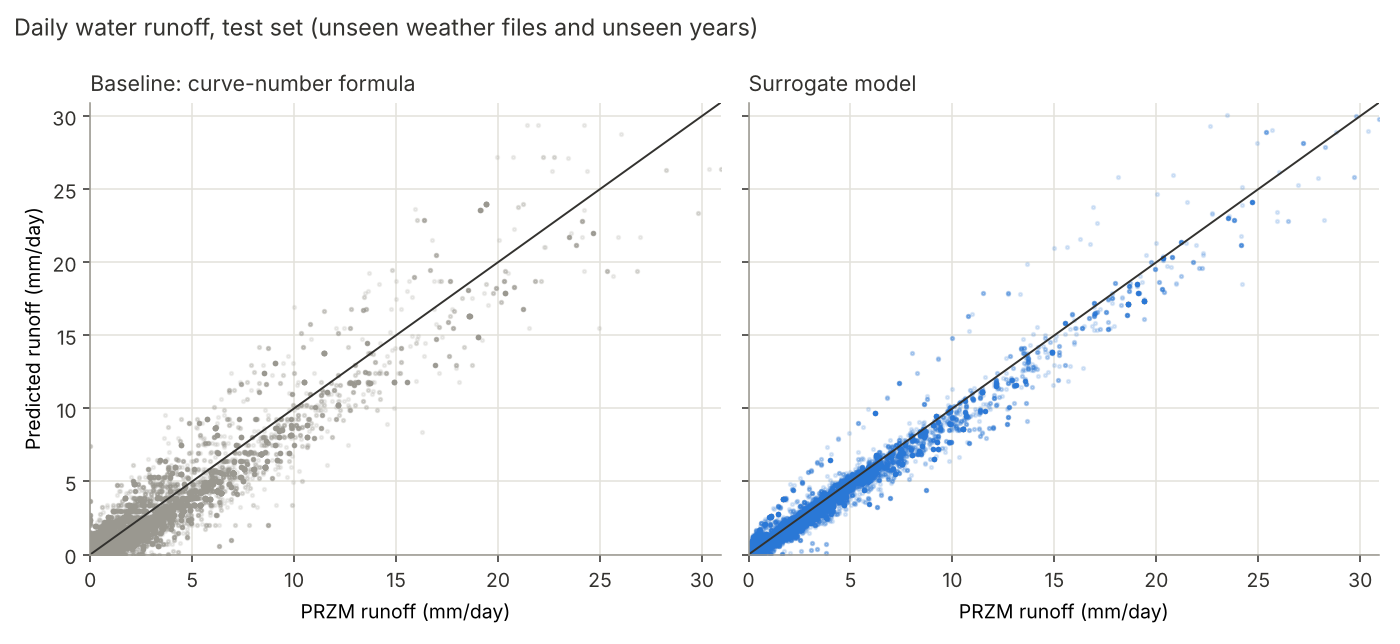 Daily water runoff, test set (unseen weather files and unseen years)
Baseline: curve-number formula
Surrogate model
30
25
20
15
10
5
0
Predicted runoff (mm/day)
0 5 10 15 20 25 30
0 5 10 15 20 25 30
PRZM runoff (mm/day)
PRZM runoff (mm/day)